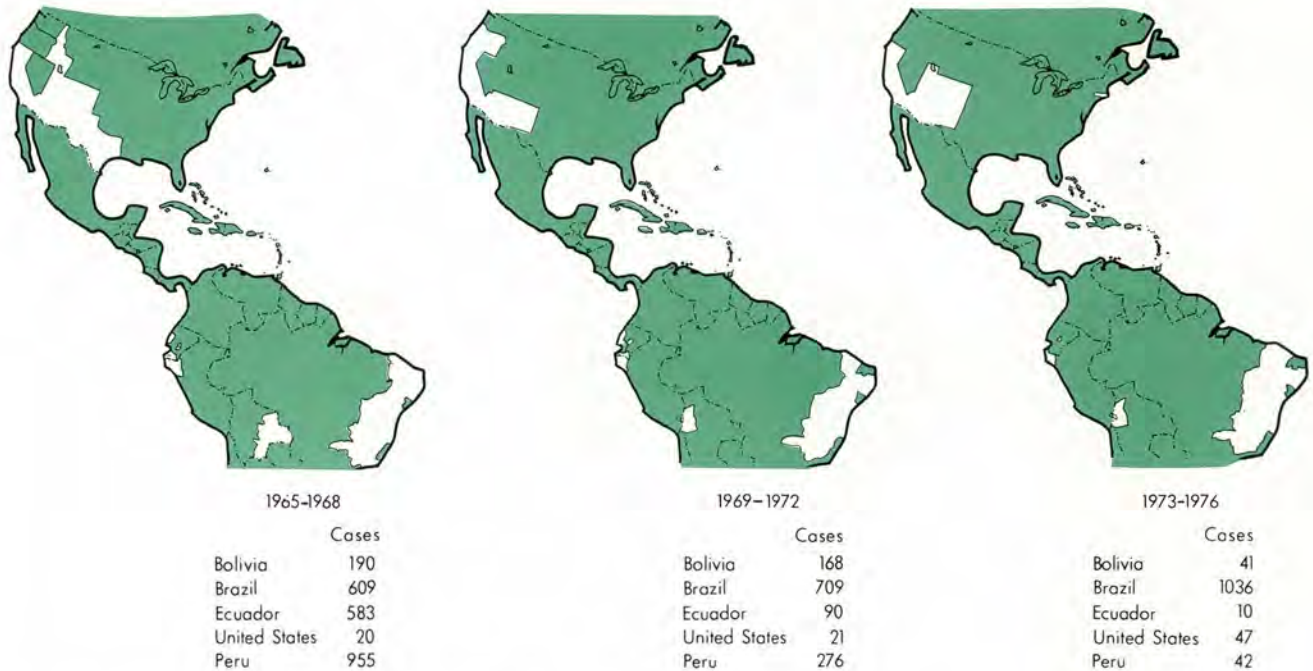 1965-1968
Cases
Bolivia 190
Brazil 609
Ecuador 583
United States 20
Peru 955
1969-1972
Cases
Bolivia 168
Brazil 709
Ecuador 90
United States 21
Peru 276
1973-1976
Cases
Bolivia 41
Brazil 1036
Ecuador 10
United States 47
Peru 42